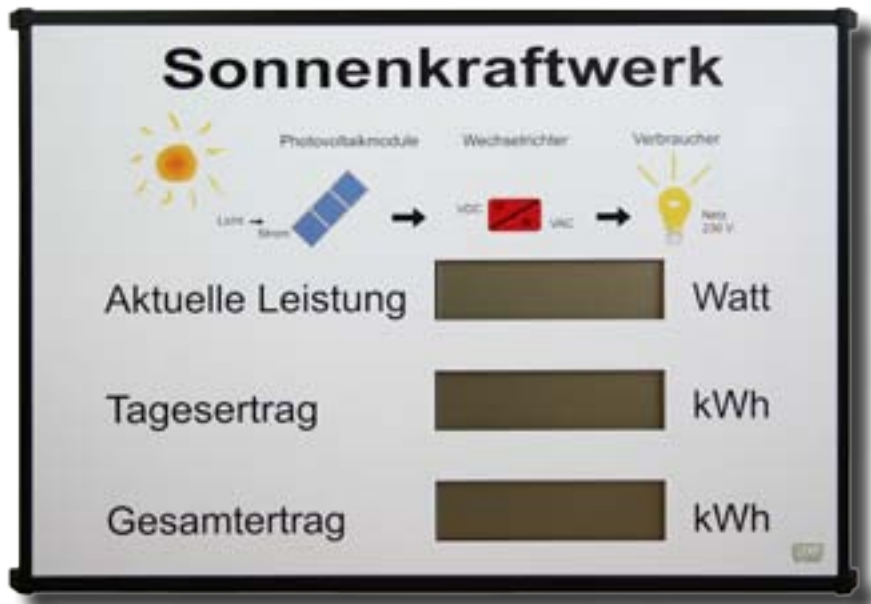 Sonnenkraftwerk
Photovoltaikmodule Wechselrichter Verbraucher
Licht →
Strom
VDC
VAC
Netz
230 V
Aktuelle Leistung Watt
Tagesertrag kWh
Gesamtertrag kWh